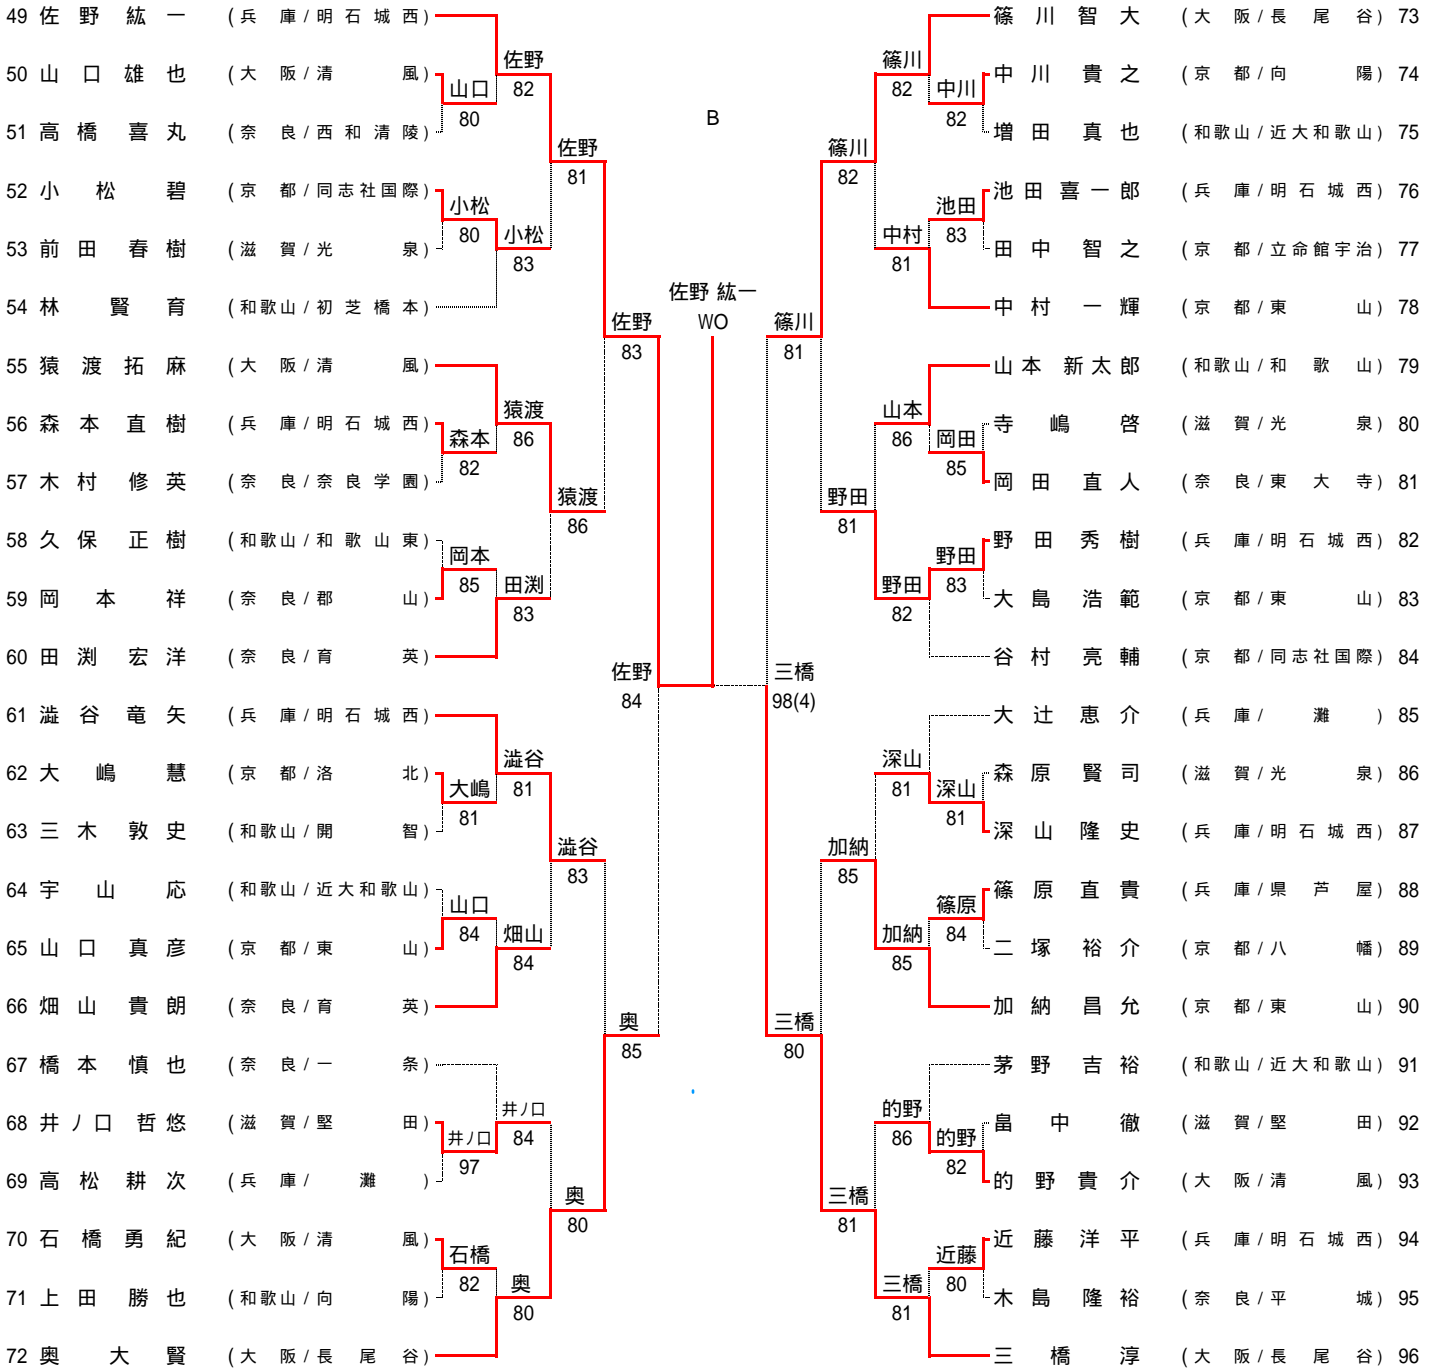 49 佐野 紘一 (兵庫/明石城西)
50 山口 雄也 (大阪/清風)
51 高橋 喜丸 (奈良/西和清陵)
52 小松 碧 (京都/同志社国際)
53 前田 春樹 (滋賀/光泉)
54 林 賢育 (和歌山/初芝橋本)
55 猿渡 拓麻 (大阪/清風)
56 森本 直樹 (兵庫/明石城西)
57 木村 修英 (奈良/奈良学園)
58 久保 正樹 (和歌山/和歌山東)
59 岡本 祥 (奈良/郡山)
60 田渕 宏洋 (奈良/育英)
61 澁谷 竜矢 (兵庫/明石城西)
62 大嶋 慧 (京都/洛北)
63 三木 敦史 (和歌山/開智)
64 宇山 応 (和歌山/近大和歌山)
65 山口 真彦 (京都/東山)
66 畑山 貴朗 (奈良/育英)
67 橋本 慎也 (奈良/一条)
68 井ノ口 哲悠 (滋賀/堅田)
69 高松 耕次 (兵庫/灘)
70 石橋 勇紀 (大阪/清風)
71 上田 勝也 (和歌山/向陽)
72 奥 大賢 (大阪/長尾谷)
山口
80
小松
80
森本
82
岡本
85
大嶋
81
山口
84
井ノ口
97
石橋
82
佐野
82
小松
83
猿渡
86
田渕
83
澁谷
81
畑山
84
井ノ口
84
奥
80
佐野
81
猿渡
86
澁谷
83
奥
80
佐野
83
奥
85
佐野
84
B
佐野 紘一
WO
三橋
98(4)
篠川
81
三橋
80
篠川
82
野田
81
加納
85
三橋
81
篠川
82
中村
81
山本
86
野田
82
深山
81
加納
85
的野
86
三橋
81
中川
82
池田
83
岡田
85
野田
83
深山
81
篠原
84
的野
82
近藤
80
篠川 智大 (大阪/長尾谷) 73
中川 貴之 (京都/向陽) 74
増田 真也 (和歌山/近大和歌山) 75
池田 喜一郎 (兵庫/明石城西) 76
田中 智之 (京都/立命館宇治) 77
中村 一輝 (京都/東山) 78
山本 新太郎 (和歌山/和歌山) 79
寺嶋 啓 (滋賀/光泉) 80
岡田 直人 (奈良/東大寺) 81
野田 秀樹 (兵庫/明石城西) 82
大島 浩範 (京都/東山) 83
谷村 亮輔 (京都/同志社国際) 84
大辻 恵介 (兵庫/灘) 85
森原 賢司 (滋賀/光泉) 86
深山 隆史 (兵庫/明石城西) 87
篠原 直貴 (兵庫/県芦屋) 88
二塚 裕介 (京都/八幡) 89
加納 昌允 (京都/東山) 90
茅野 吉裕 (和歌山/近大和歌山) 91
畠中 徹 (滋賀/堅田) 92
的野 貴介 (大阪/清風) 93
近藤 洋平 (兵庫/明石城西) 94
木島 隆裕 (奈良/平城) 95
三橋 淳 (大阪/長尾谷) 96